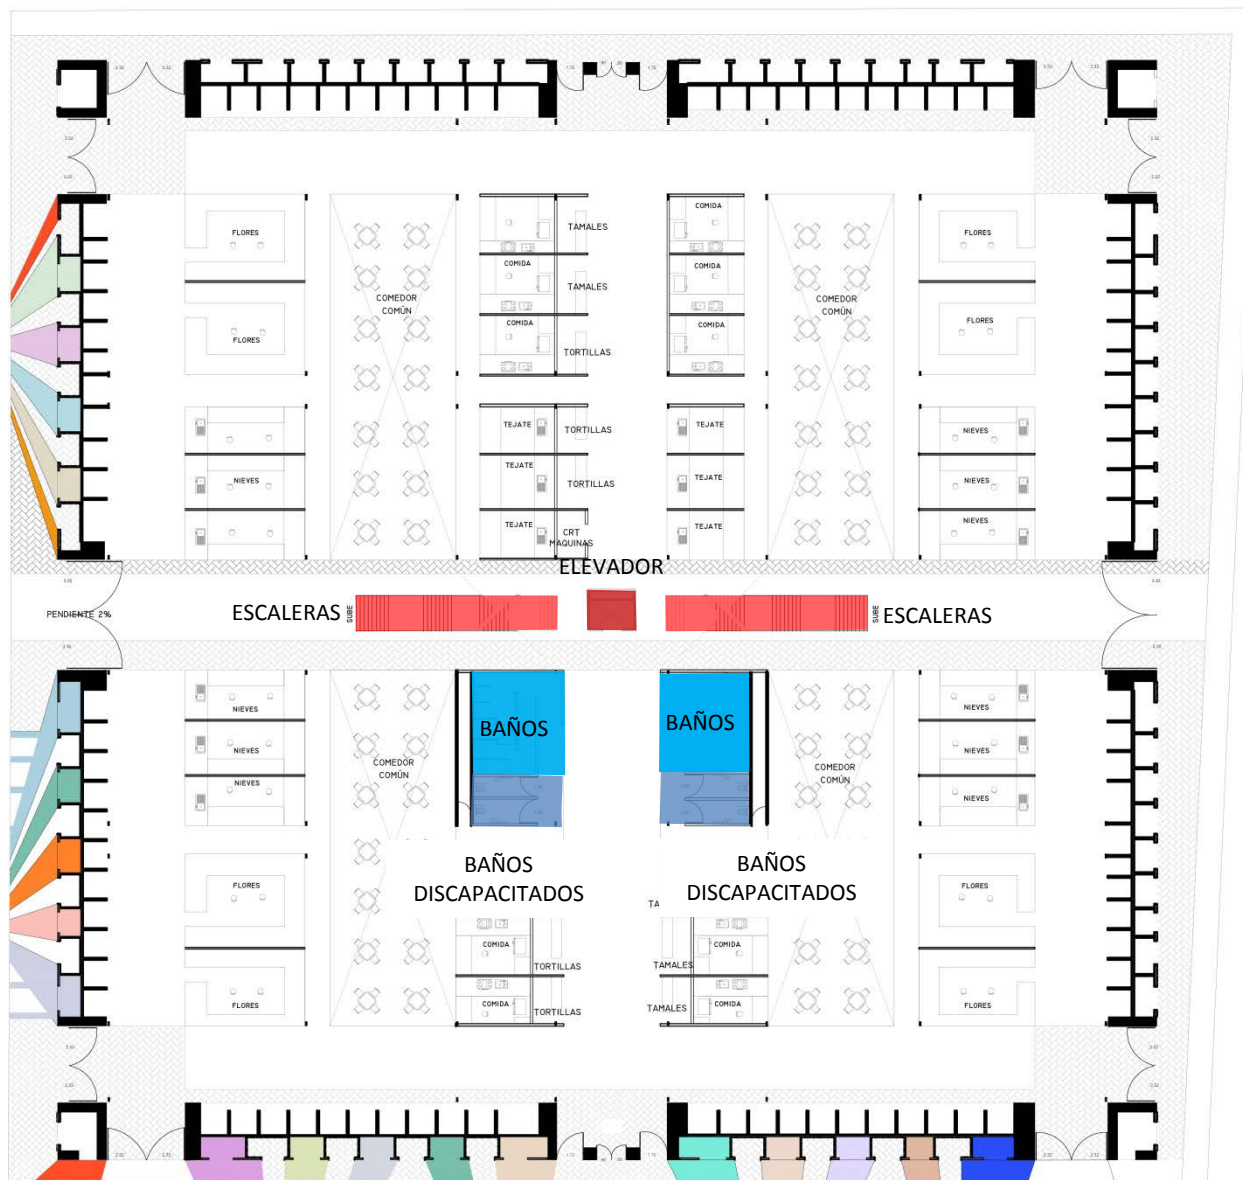 COMIDA
FLORES
TAMALES
FLORES
COMIDA
COMIDA
TAMALES
COMEDOR
COMÚN
COMEDOR
COMÚN
COMIDA
COMIDA
FLORES
FLORES
TORTILLAS
TEJATE
TORTILLAS
TEJATE
NIEVES
NIEVES
TEJATE
TEJATE
NIEVES
TORTILLAS
TEJATE
CRT
MAQUINAS
TEJATE
NIEVES
ELEVADOR
PENDIENTE 2%
ESCALERAS
SUBE
SUBE
ESCALERAS
NIEVES
BAÑOS
BAÑOS
NIEVES
NIEVES
NIEVES
COMEDOR
COMÚN
COMEDOR
COMÚN
NIEVES
NIEVES
BAÑOS
DISCAPACITADOS
BAÑOS
DISCAPACITADOS
FLORES
FLORES
TA
COMIDA
COMIDA
TORTILLAS
TAMALES
FLORES
COMIDA
TORTILLAS
TAMALES
COMIDA
FLORES